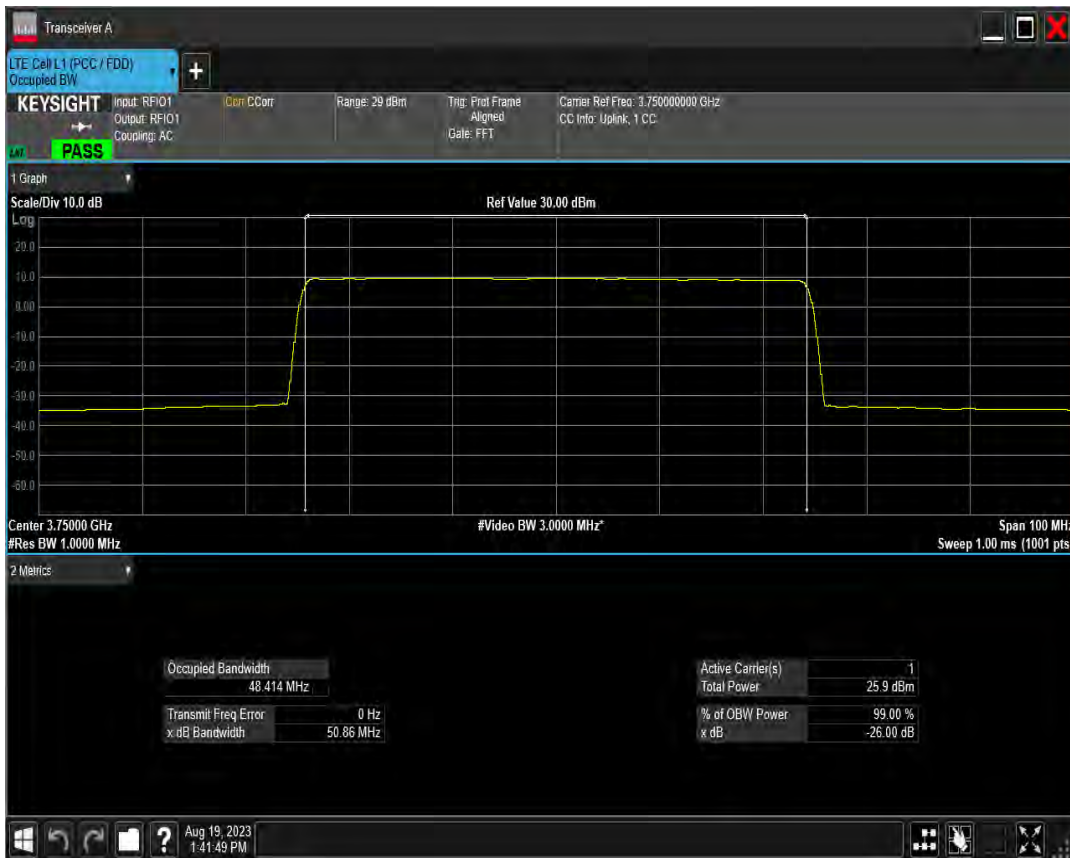 Transceiver A
LTE Cell L1 (PCC / FDD)
Occupied BW
+
KEYSIGHT
Input: RFIO1
Output: RFIO1
Coupling: AC
Corr CCorr
Range: 29 dBm
Trig: Prot Frame
Aligned
Gate: FFT
Carrier Ref Freq: 3.750000000 GHz
CC Info: Uplink, 1 CC
PASS
1 Graph
Scale/Div 10.0 dB
Ref Value 30.00 dBm
Log
20.0
10.0
0.00
-10.0
-20.0
-30.0
-40.0
-50.0
-60.0
Center 3.75000 GHz
#Video BW 3.0000 MHz*
Span 100 MHz
#Res BW 1.0000 MHz
Sweep 1.00 ms (1001 pts
2 Metrics
Occupied Bandwidth
48.414 MHz
Transmit Freq Error 0 Hz
x dB Bandwidth 50.86 MHz
Active Carrier(s) 1
Total Power 25.9 dBm
% of OBW Power 99.00 %
x dB -26.00 dB
?
Aug 19, 2023
1:41:49 PM